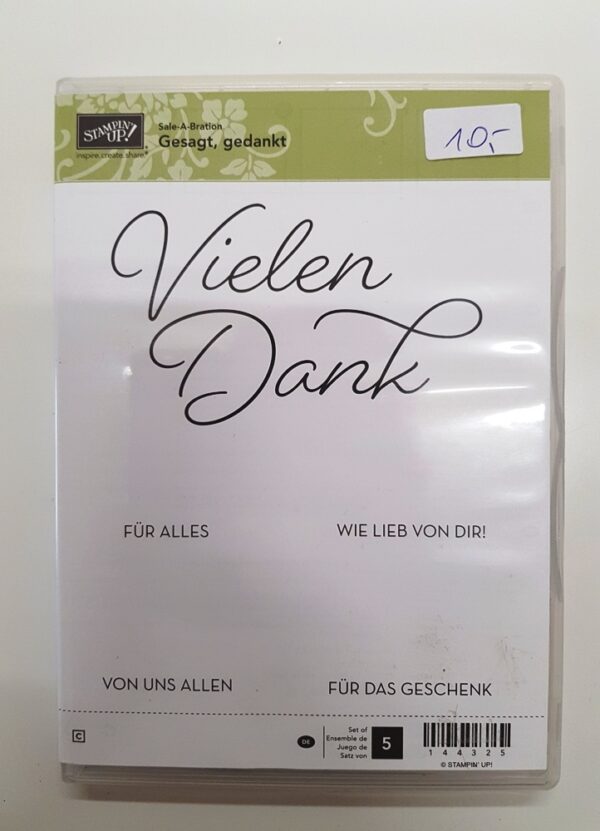 STAMPIN' UP!
inspire.create.share.®
Sale-A-Bration
Gesagt, gedankt
10,-
Vielen
Dank
FÜR ALLES
WIE LIEB VON DIR!
VON UNS ALLEN
FÜR DAS GESCHENK
C
DE
Set of
Ensemble de
Juego de
Satz von
5
144325
© STAMPIN' UP!